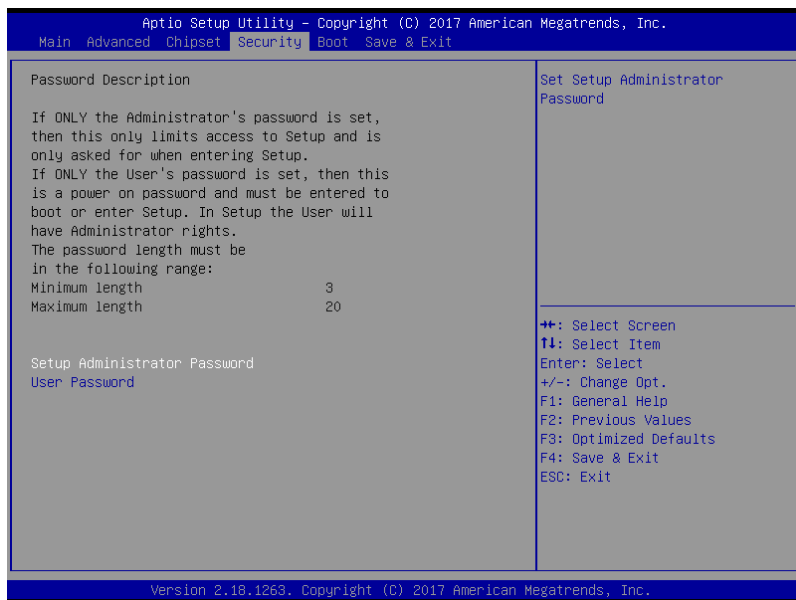 Aptio Setup Utility – Copyright (C) 2017 American Megatrends, Inc.
Main Advanced Chipset Security Boot Save & Exit
Password Description
If ONLY the Administrator's password is set,
then this only limits access to Setup and is
only asked for when entering Setup.
If ONLY the User's password is set, then this
is a power on password and must be entered to
boot or enter Setup. In Setup the User will
have Administrator rights.
The password length must be
in the following range:
Minimum length 3
Maximum length 20
Setup Administrator Password
User Password
Set Setup Administrator
Password
→←: Select Screen
↑↓: Select Item
Enter: Select
+/-: Change Opt.
F1: General Help
F2: Previous Values
F3: Optimized Defaults
F4: Save & Exit
ESC: Exit
Version 2.18.1263. Copyright (C) 2017 American Megatrends, Inc.